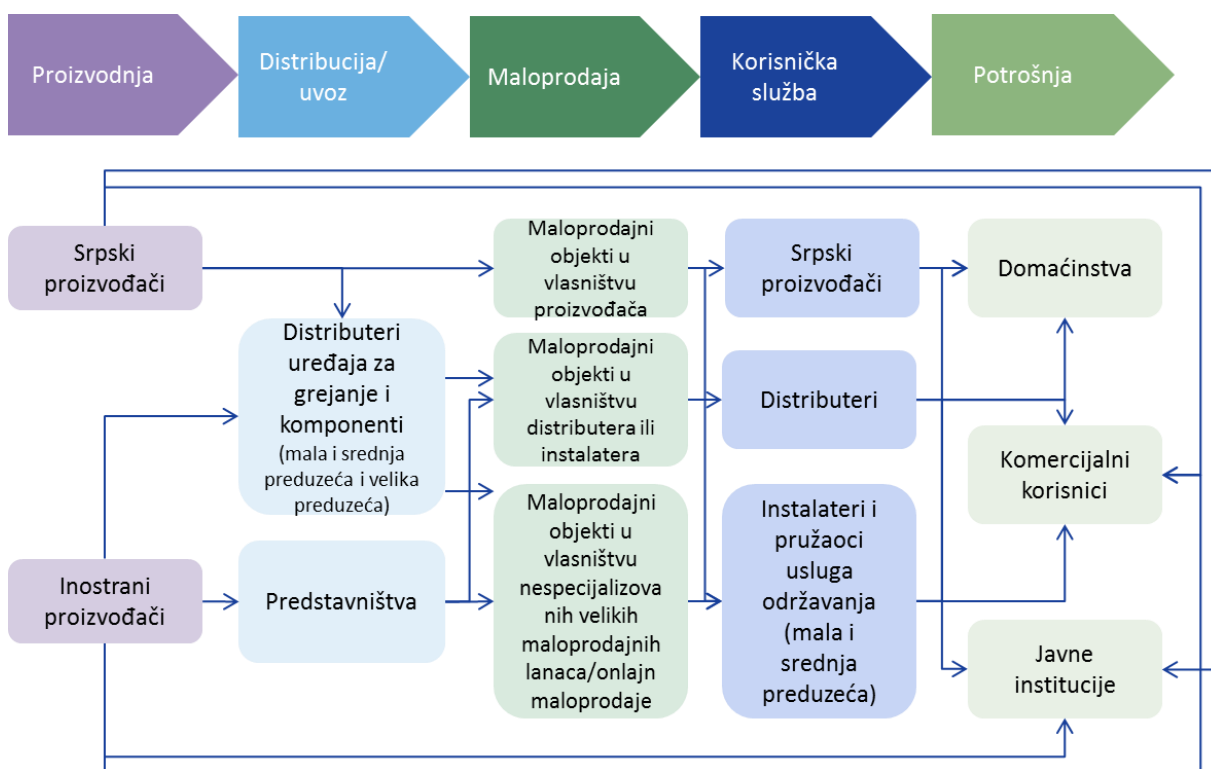 Proizvodnja
Distribucija/
uvoz
Maloprodaja
Korisnička
služba
Potrošnja
Srpski
proizvođači
Inostrani
proizvođači
Distributeri
uređaja za
grejanje i
komponenti
(mala i srednja
preduzeća i velika
preduzeća)
Predstavništva
Maloprodajni
objekti u
vlasništvu
proizvođača
Maloprodajni
objekti u
vlasništvu
distributera ili
instalatera
Maloprodajni
objekti u
vlasništvu
nespecijalizova
nih velikih
maloprodajnih
lanaca/onlajn
maloprodaje
Srpski
proizvođači
Distributeri
Instalateri i
pružaoci
usluga
održavanja
(mala i
srednja
preduzeća)
Domaćinstva
Komercijalni
korisnici
Javne
institucije